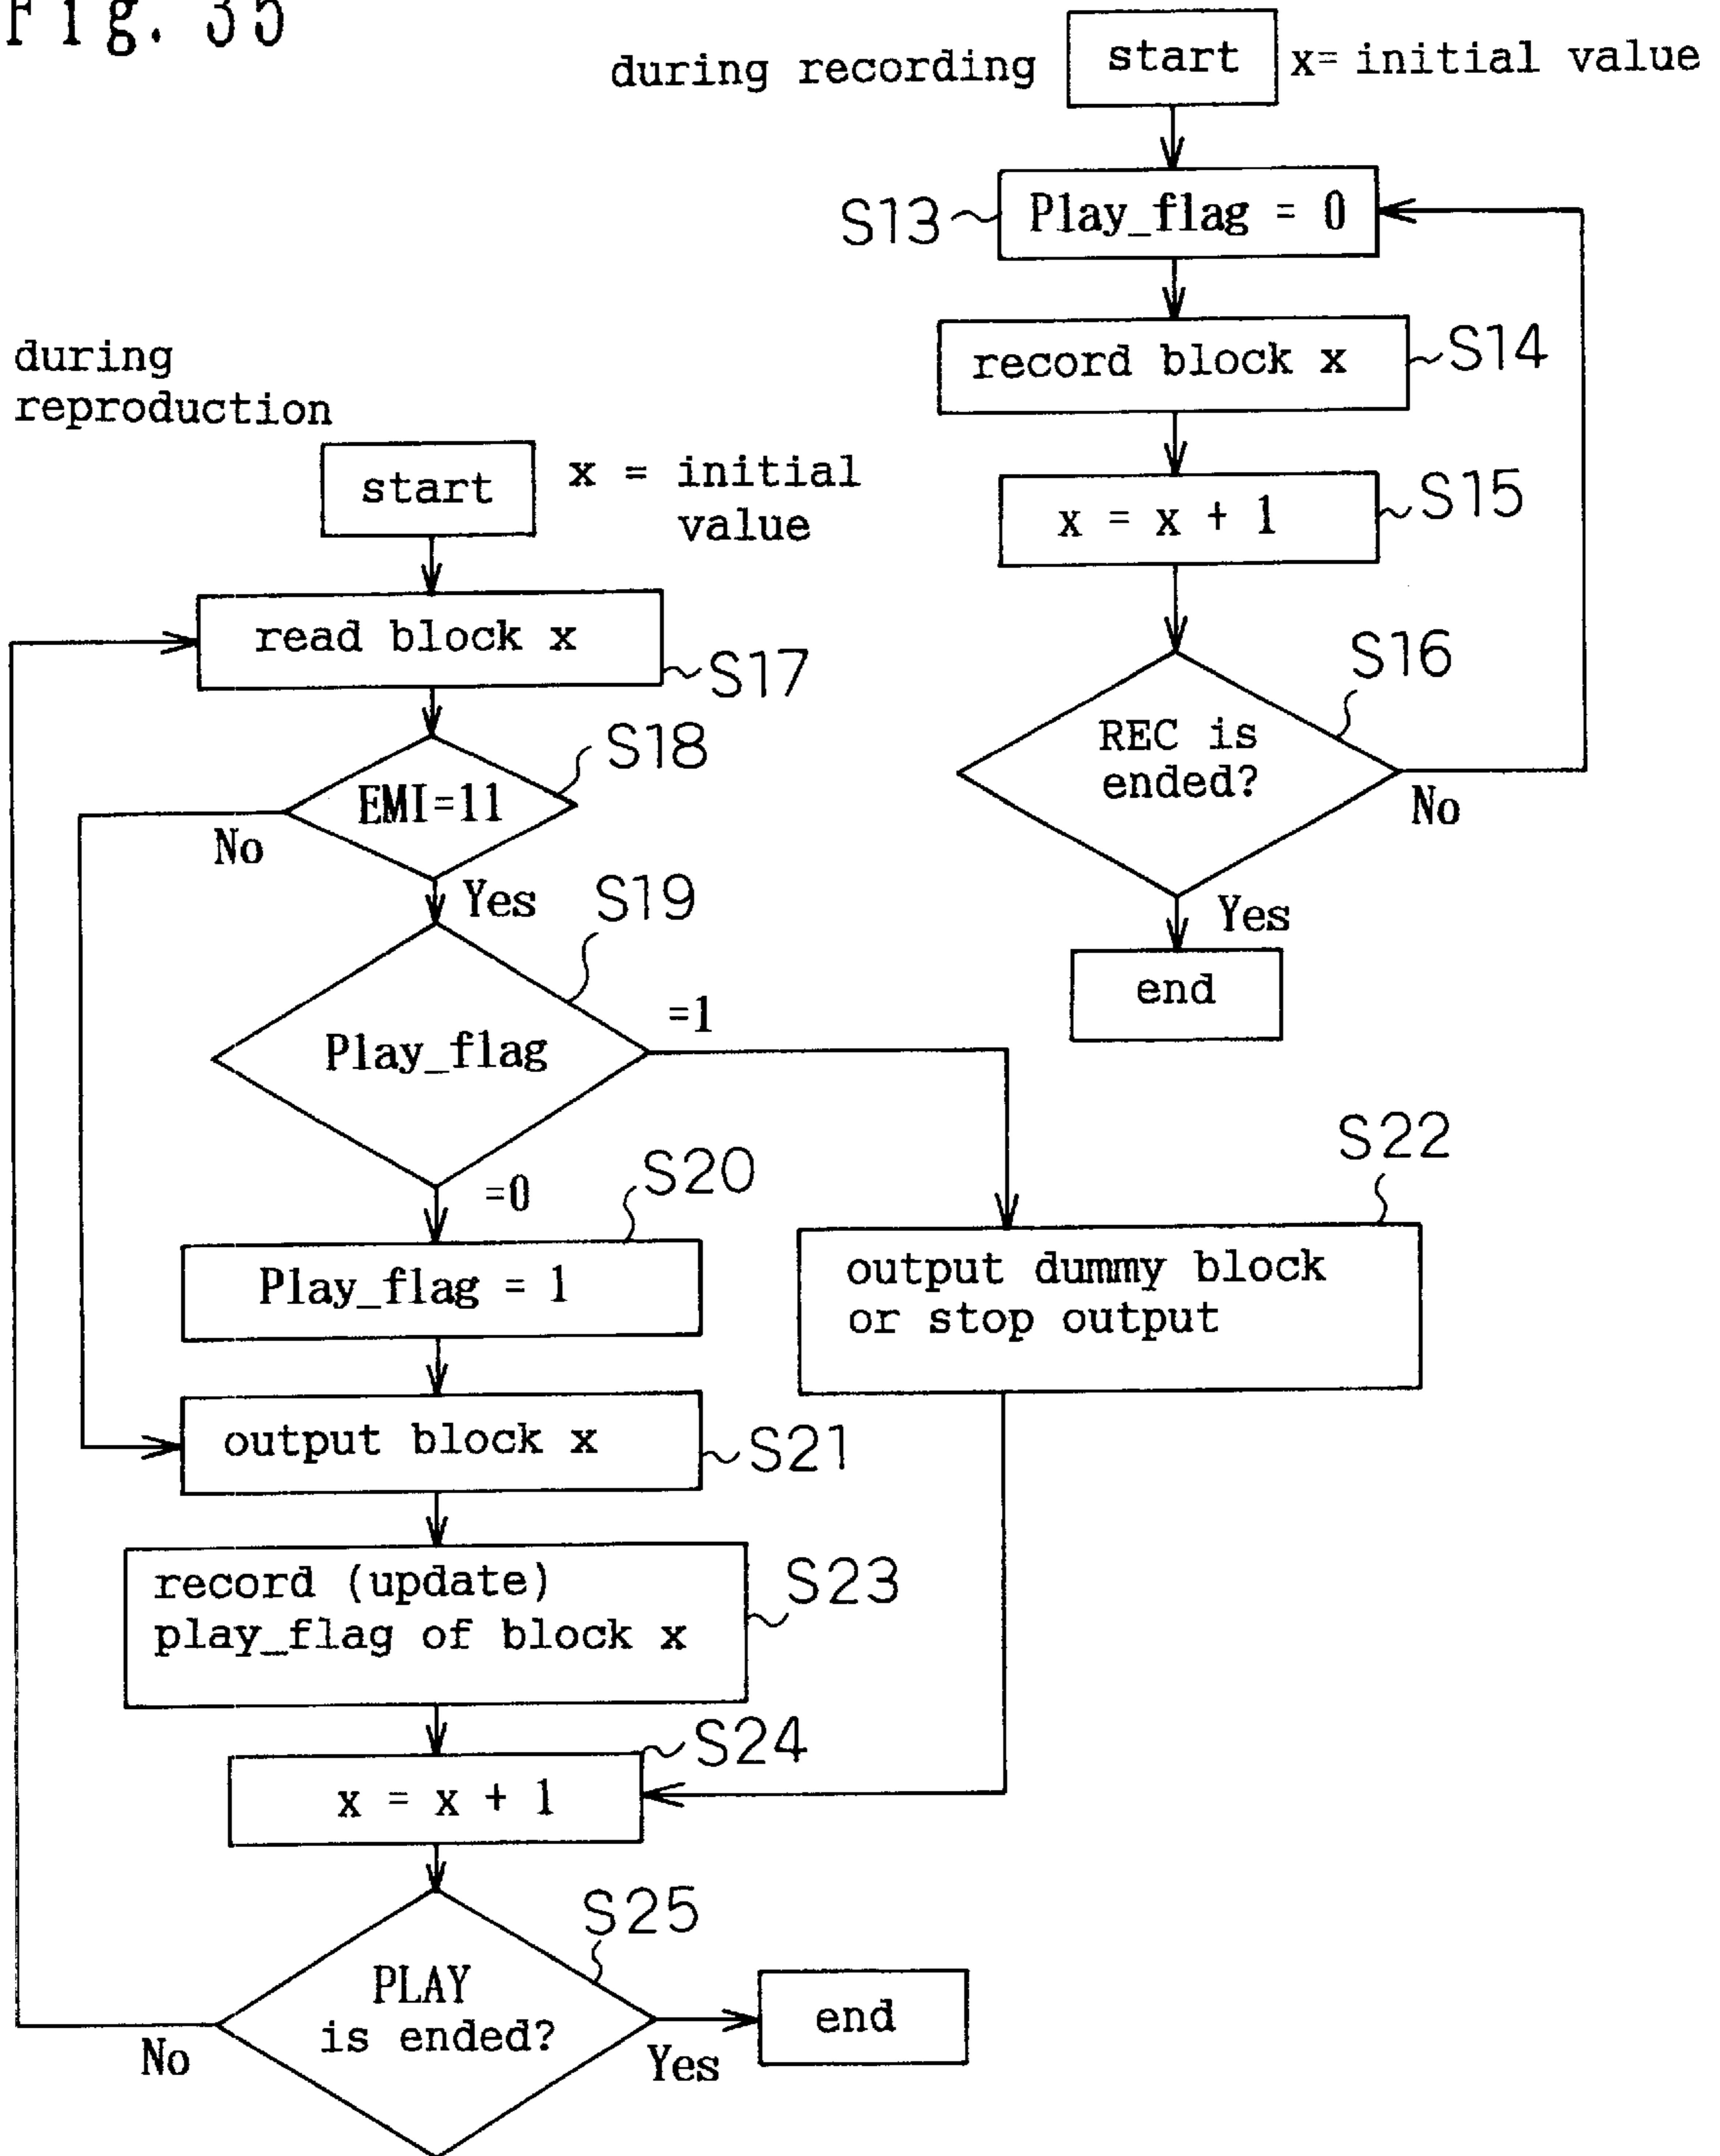 Fig. 35
during recording
start
x= initial value
S13
Play_flag = 0
record block x
S14
x = x + 1
S15
S16
REC is
ended?
No
Yes
end
during
reproduction
start
x = initial
value
read block x
S17
S18
EMI=11
No
Yes
S19
Play_flag
=1
=0
S20
Play_flag = 1
S22
output dummy block
or stop output
output block x
S21
record (update)
play_flag of block x
S23
S24
x = x + 1
S25
PLAY
is ended?
No
Yes
end